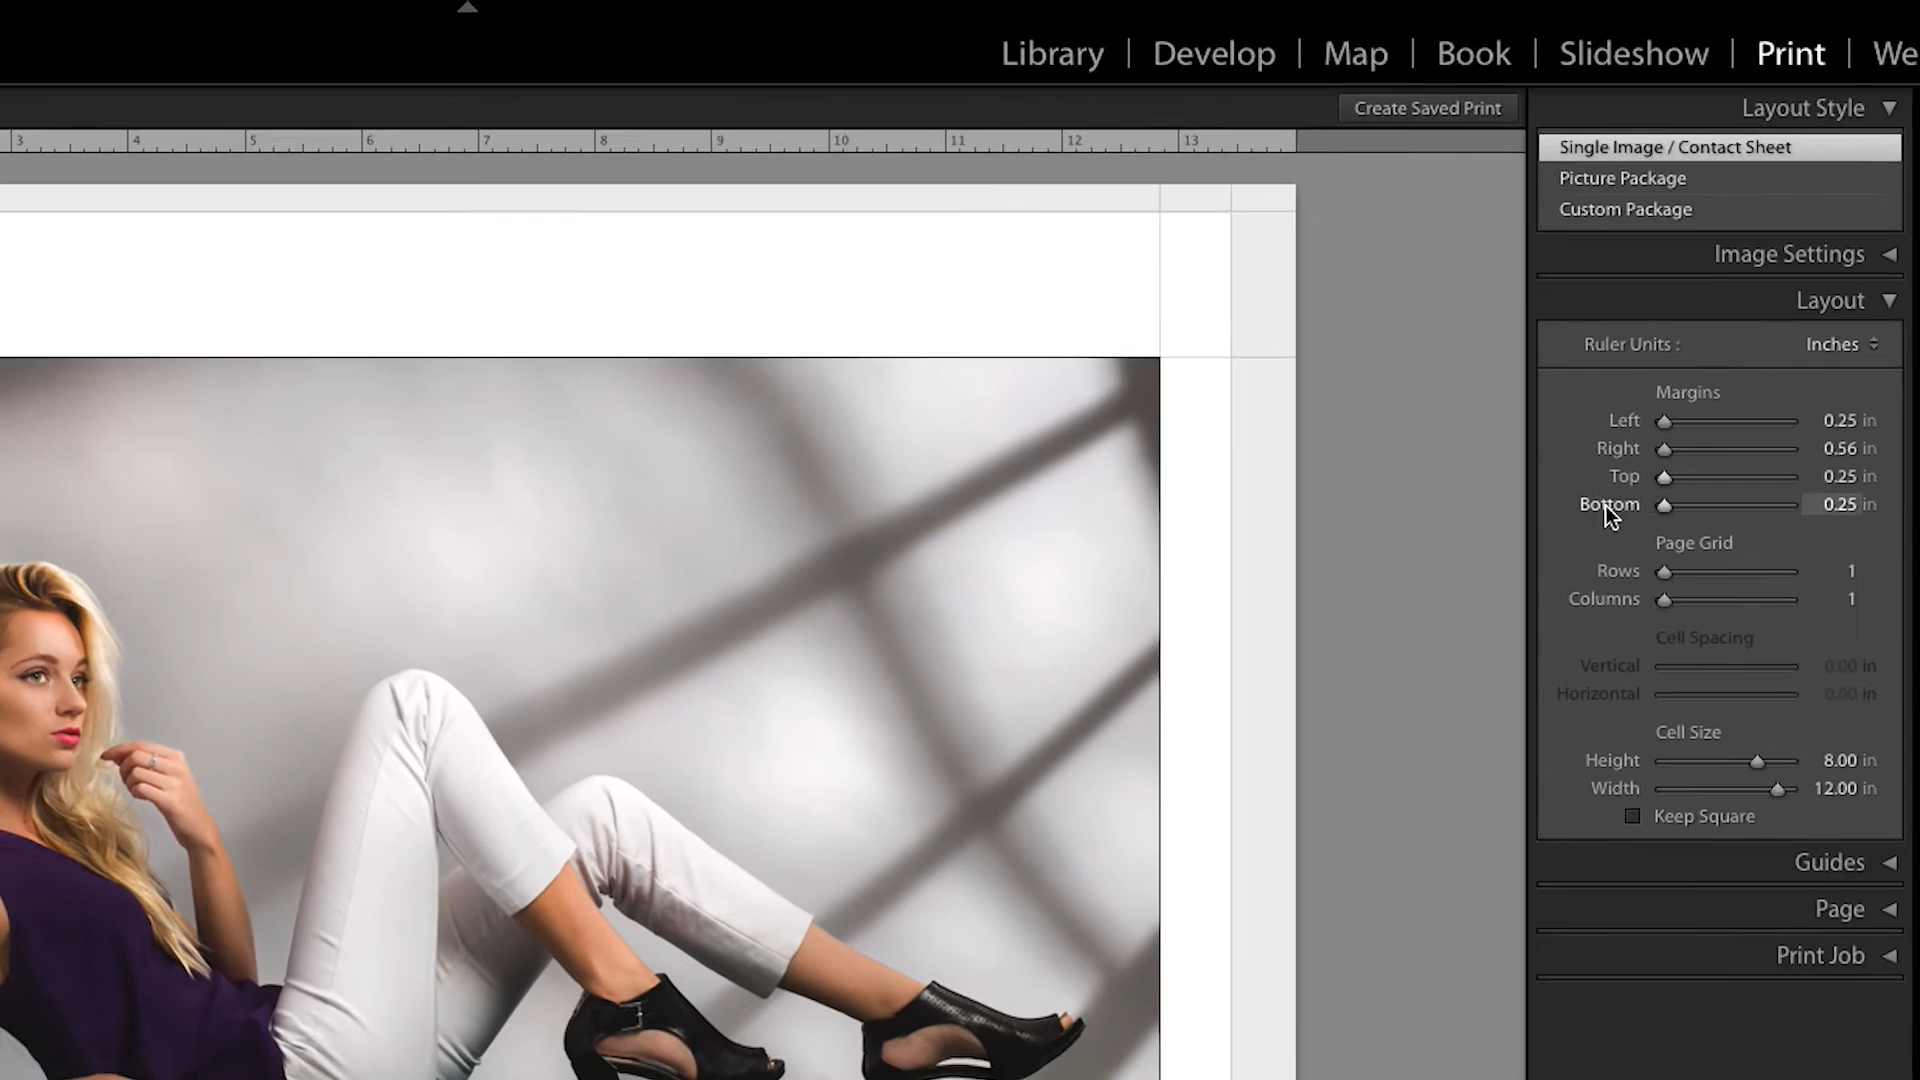 Library | Develop | Map | Book | Slideshow | Print | We
Create Saved Print
3 4 5 6 7 8 9 10 11 12 13
Layout Style
Single Image / Contact Sheet
Picture Package
Custom Package
Image Settings
Layout
Ruler Units : Inches
Margins
Left 0.25 in
Right 0.56 in
Top 0.25 in
Bottom 0.25 in
Page Grid
Rows 1
Columns 1
Cell Spacing
Vertical 0.00 in
Horizontal 0.00 in
Cell Size
Height 8.00 in
Width 12.00 in
Keep Square
Guides
Page
Print Job